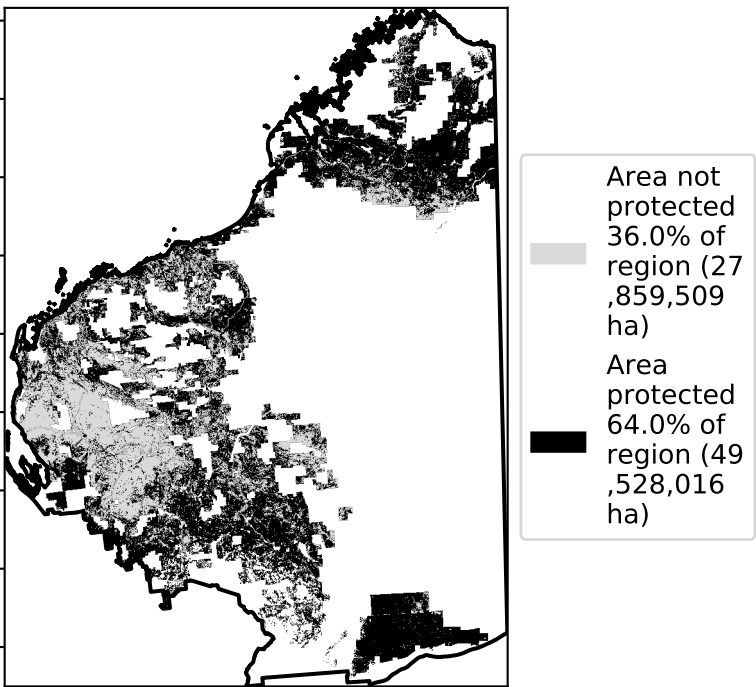 Area not
protected
36.0% of
region (27
,859,509
ha)
Area
protected
64.0% of
region (49
,528,016
ha)